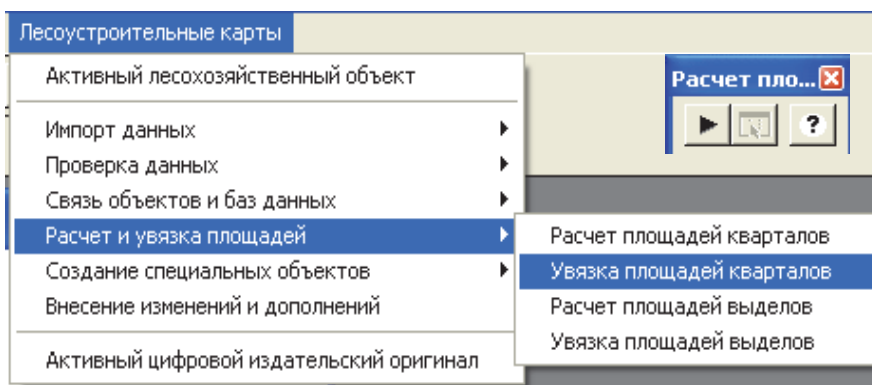 Лесоустроительные карты
Активный лесохозяйственный объект
Расчет пло...
?
Импорт данных
Проверка данных
Связь объектов и баз данных
Расчет и увязка площадей
Создание специальных объектов
Внесение изменений и дополнений
Активный цифровой издательский оригинал
Расчет площадей кварталов
Увязка площадей кварталов
Расчет площадей выделов
Увязка площадей выделов